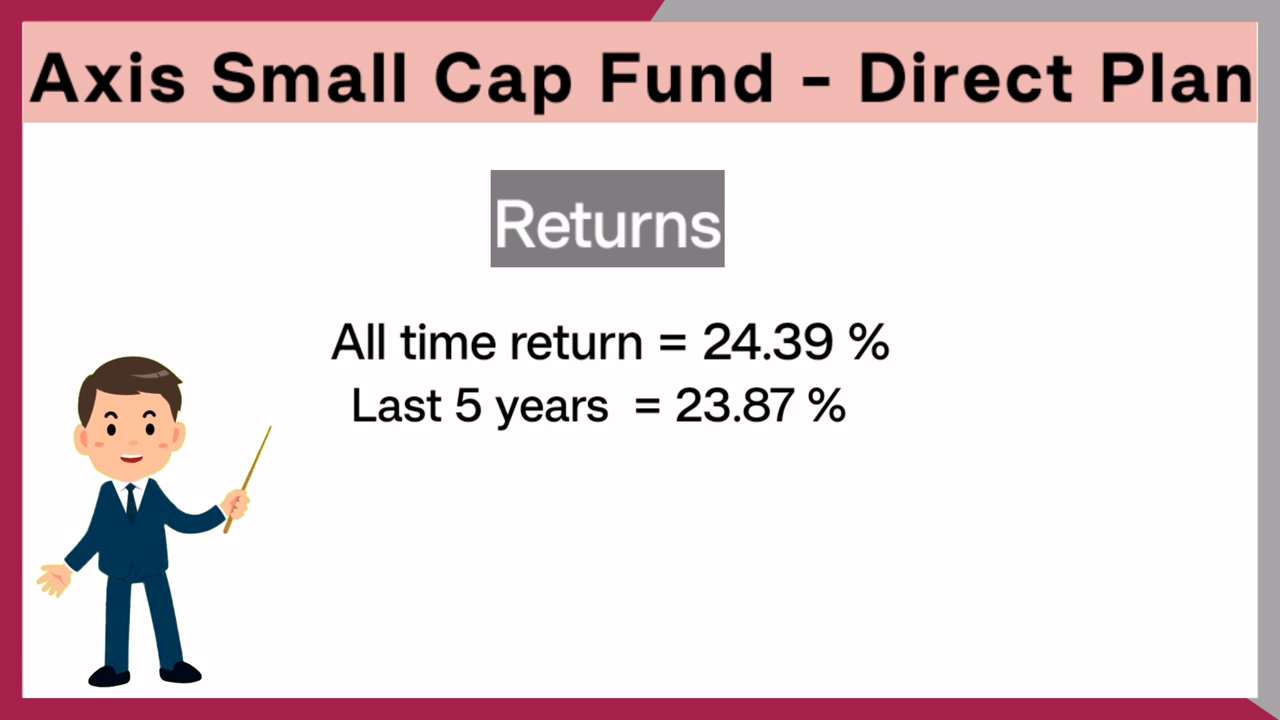 Axis Small Cap Fund - Direct Plan
Returns
All time return = 24.39 %
Last 5 years = 23.87 %